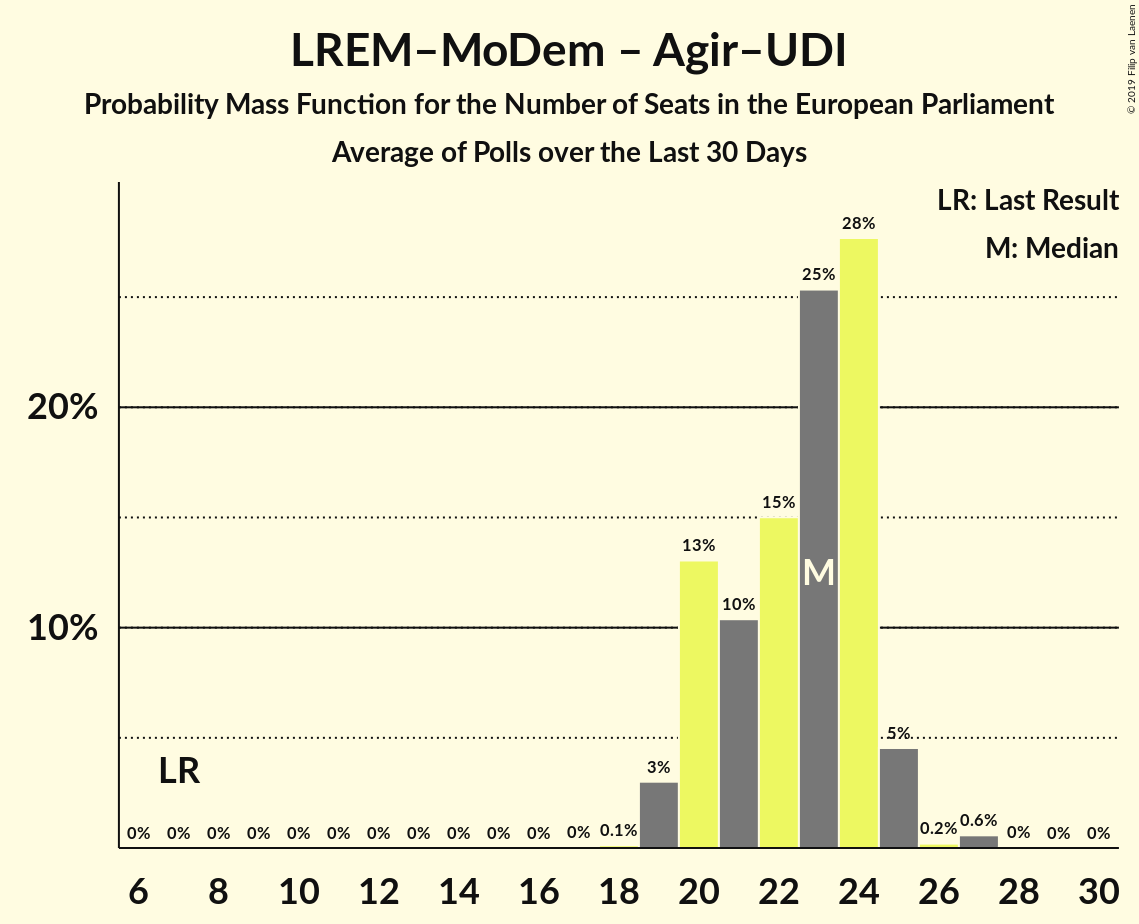 LREM–MoDem – Agir–UDI
Probability Mass Function for the Number of Seats in the European Parliament
Average of Polls over the Last 30 Days
© 2019 Filip van Laenen
LR: Last Result
M: Median
28%
25%
20%
15%
13%
M
10%
10%
5%
LR
3%
0% 0% 0% 0% 0% 0% 0% 0% 0% 0% 0% 0% 0.1% 0.2% 0.6% 0% 0% 0%
6 8 10 12 14 16 18 20 22 24 26 28 30